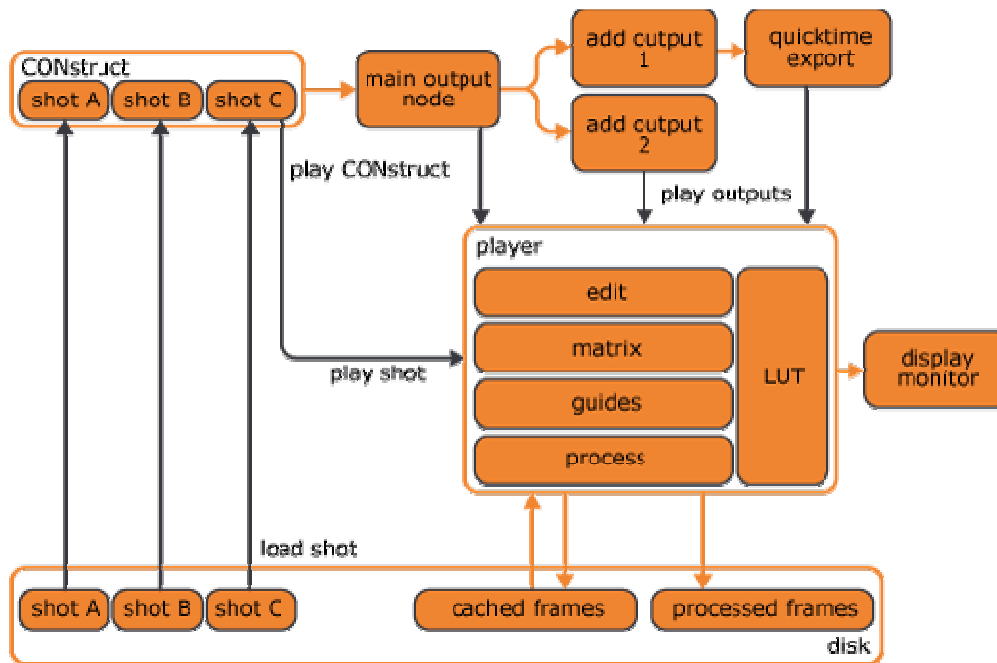 CONstruct
shot A
shot B
shot C
main output
node
add cutput
1
quicktime
export
add cutput
2
play CONstruct
play outputs
player
edit
matrix
guides
process
LUT
display
monitor
play shot
load shot
shot A
shot B
shot C
cached frames
processed frames
disk